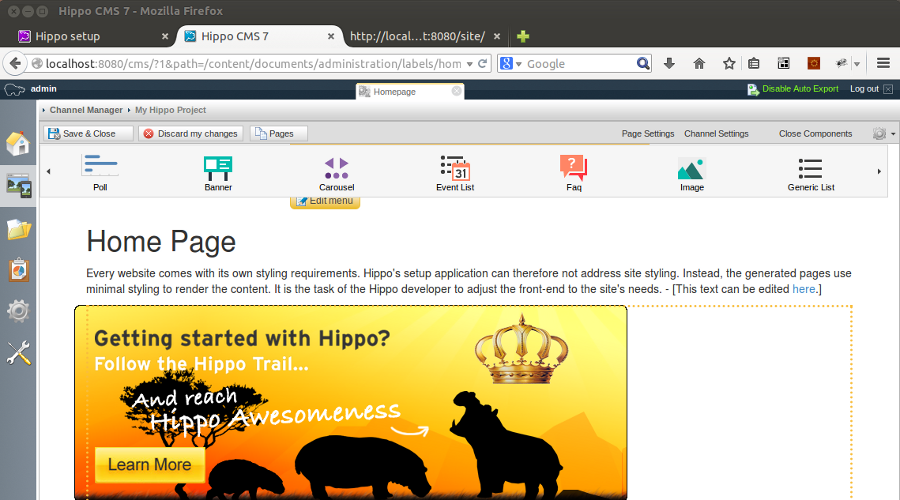 Hippo CMS 7 - Mozilla Firefox
Hippo setup
Hippo CMS 7
http://local...t:8080/site/
localhost:8080/cms/?1&path=/content/documents/administration/labels/hom
Google
admin
Homepage
Disable Auto Export
Log out
Channel Manager
My Hippo Project
Save & Close
Discard my changes
Pages
Page Settings
Channel Settings
Close Components
Poll
Banner
Carousel
31
Event List
?
Faq
Image
Generic List
Edit menu
Home Page
Every website comes with its own styling requirements. Hippo's setup application can therefore not address site styling. Instead, the generated pages use
minimal styling to render the content. It is the task of the Hippo developer to adjust the front-end to the site's needs. - [This text can be edited here.]
Getting started with Hippo?
Follow the Hippo Trail...
And reach
Hippo Awesomeness
Learn More